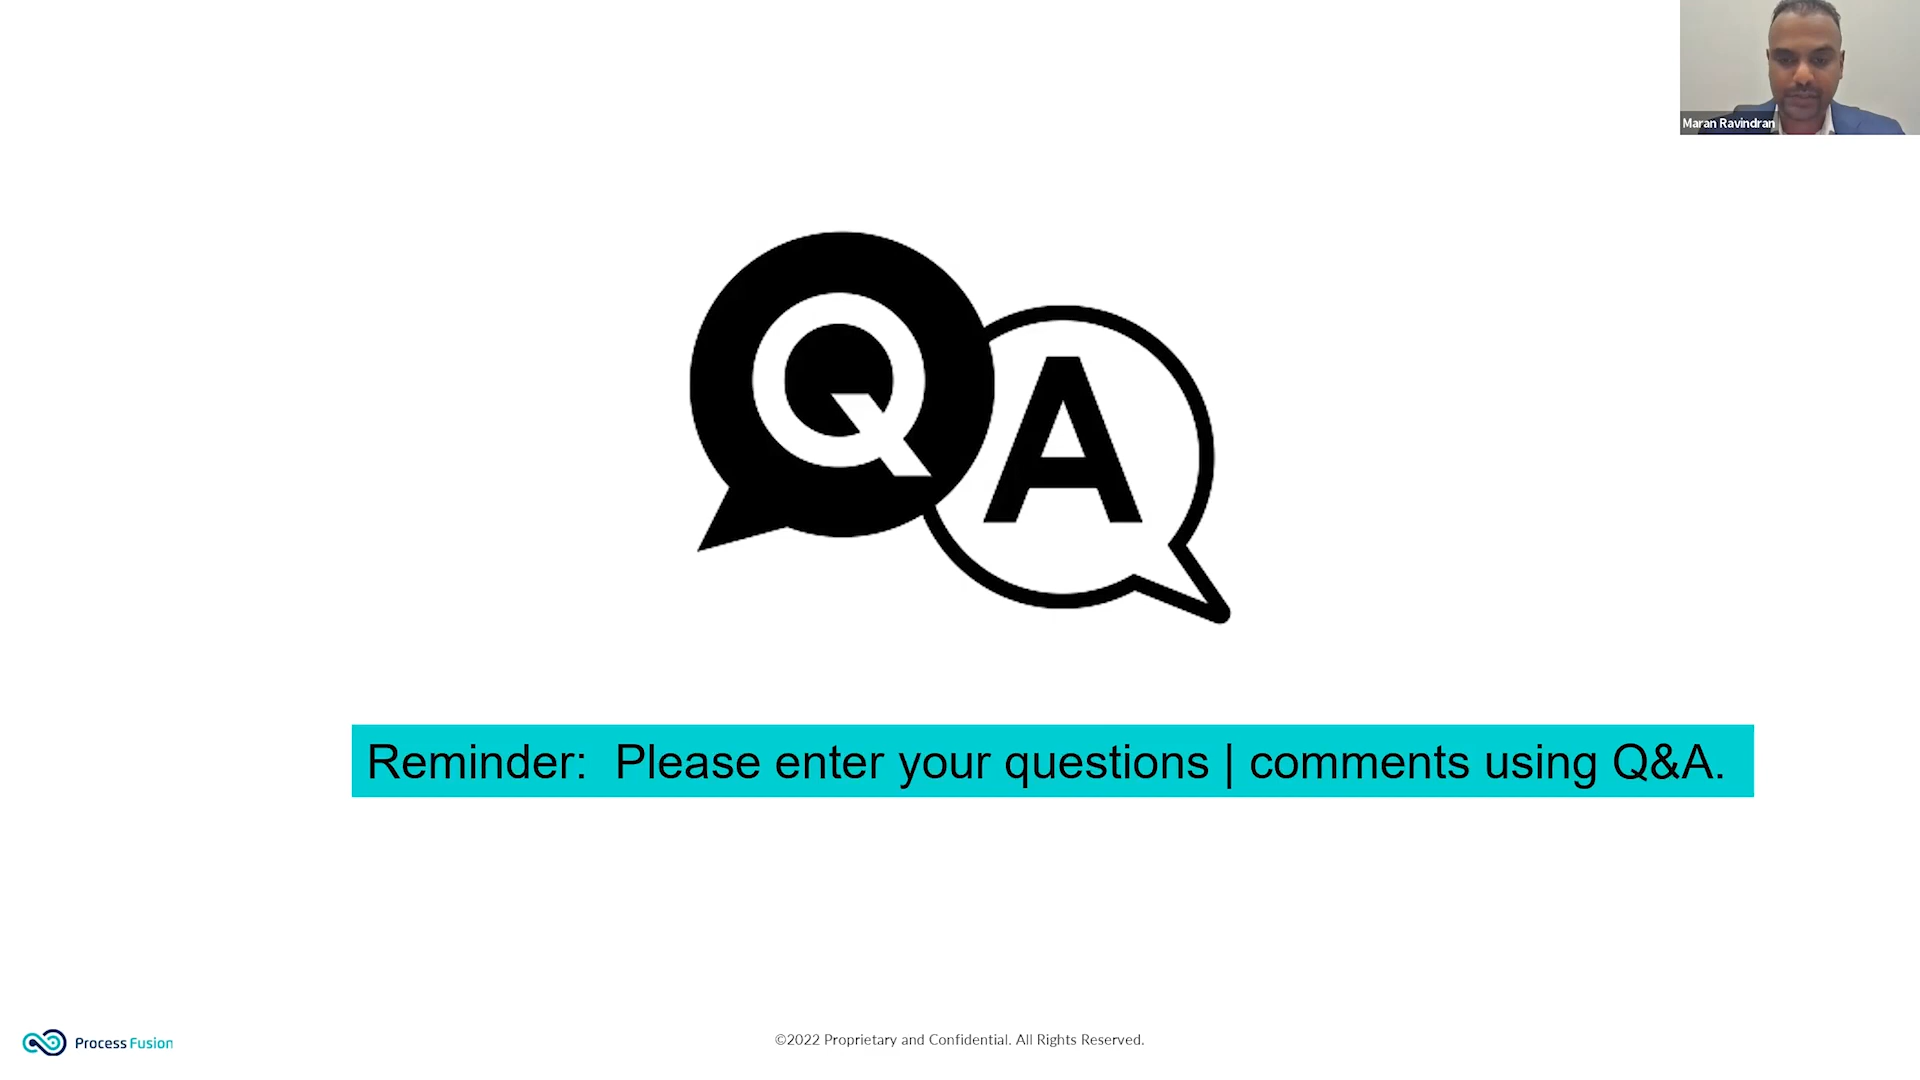 Maran Ravindran
Q
A
Reminder:  Please enter your questions | comments using Q&A.
Process Fusion
©2022 Proprietary and Confidential. All Rights Reserved.